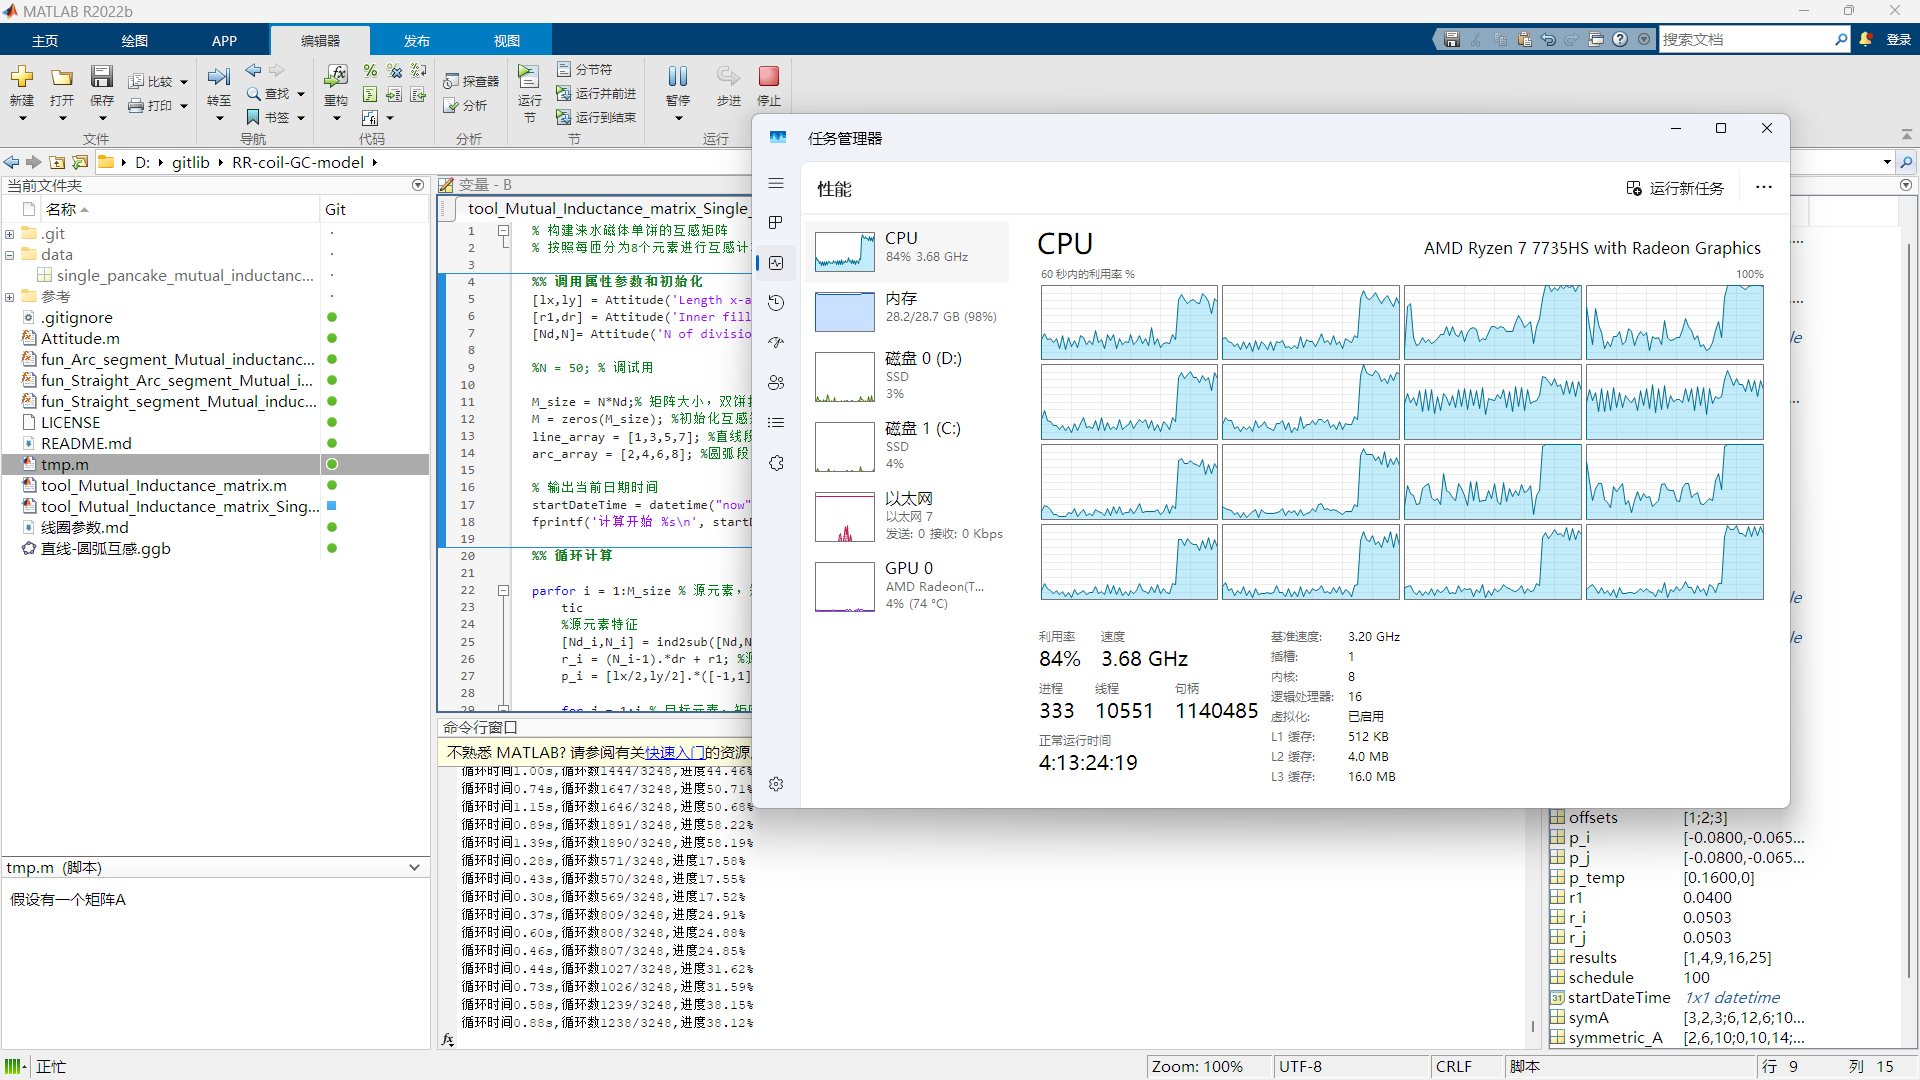 MATLAB R2022b
主页 绘图 APP 编辑器 发布 视图 搜索文档 登录
新建 打开 保存 比较 打印 转至 查找 书签 重构 探查器 分析 运行节 分节符 运行并前进 运行到结束 暂停 步进 停止
文件 导航 代码 分析 节 运行
D: gitlib RR-coil-GC-model
当前文件夹
名称 Git
.git
data
single_pancake_mutual_inductanc...
参考
.gitignore
Attitude.m
fun_Arc_segment_Mutual_inductanc...
fun_Straight_Arc_segment_Mutual_i...
fun_Straight_segment_Mutual_induc...
LICENSE
README.md
tmp.m
tool_Mutual_Inductance_matrix.m
tool_Mutual_Inductance_matrix_Sing...
线圈参数.md
直线-圆弧互感.ggb
tmp.m (脚本)
假设有一个矩阵A
变量 - B
tool_Mutual_Inductance_matrix_Single_
1 % 构建涞水磁体单饼的互感矩阵
2 % 按照每匝分为8个元素进行互感计
3
4 %% 调用属性参数和初始化
5 [lx,ly] = Attitude('Length x-a
6 [r1,dr] = Attitude('Inner fill
7 [Nd,N]= Attitude('N of divisio
8
9 %N = 50; % 调试用
10
11 M_size = N*Nd;% 矩阵大小，双饼
12 M = zeros(M_size); %初始化互感
13 line_array = [1,3,5,7]; %直线段
14 arc_array = [2,4,6,8]; %圆弧段
15
16 % 输出当前日期时间
17 startDateTime = datetime("now"
18 fprintf('计算开始 %s\n', startD
19
20 %% 循环计算
21
22 parfor i = 1:M_size % 源元素，
23 tic
24 %源元素特征
25 [Nd_i,N_i] = ind2sub([Nd,N
26 r_i = (N_i-1).*dr + r1; %
27 p_i = [lx/2,ly/2].*([-1,1]
28
29 for j = 1:i % 目标元素，矩
命令行窗口
不熟悉 MATLAB? 请参阅有关快速入门的资源
循环时间1.00s,循环数1444/3248,进度44.46%
循环时间0.74s,循环数1647/3248,进度50.71%
循环时间1.15s,循环数1646/3248,进度50.68%
循环时间0.89s,循环数1891/3248,进度58.22%
循环时间1.39s,循环数1890/3248,进度58.19%
循环时间0.28s,循环数571/3248,进度17.58%
循环时间0.43s,循环数570/3248,进度17.55%
循环时间0.30s,循环数569/3248,进度17.52%
循环时间0.37s,循环数809/3248,进度24.91%
循环时间0.60s,循环数808/3248,进度24.88%
循环时间0.46s,循环数807/3248,进度24.85%
循环时间0.44s,循环数1027/3248,进度31.62%
循环时间0.73s,循环数1026/3248,进度31.59%
循环时间0.58s,循环数1239/3248,进度38.15%
循环时间0.88s,循环数1238/3248,进度38.12%
fx
任务管理器
性能 运行新任务
CPU
84% 3.68 GHz
内存
28.2/28.7 GB (98%)
磁盘 0 (D:)
SSD
3%
磁盘 1 (C:)
SSD
4%
以太网
以太网 7
发送: 0 接收: 0 Kbps
GPU 0
AMD Radeon(T...
4% (74 °C)
CPU AMD Ryzen 7 7735HS with Radeon Graphics
60 秒内的利用率 % 100%
利用率 速度
84% 3.68 GHz
进程 线程 句柄
333 10551 1140485
正常运行时间
4:13:24:19
基准速度: 3.20 GHz
插槽: 1
内核: 8
逻辑处理器: 16
虚拟化: 已启用
L1 缓存: 512 KB
L2 缓存: 4.0 MB
L3 缓存: 16.0 MB
offsets [1;2;3]
p_i [-0.0800,-0.065...
p_j [-0.0800,-0.065...
p_temp [0.1600,0]
r1 0.0400
r_i 0.0503
r_j 0.0503
results [1,4,9,16,25]
schedule 100
startDateTime 1x1 datetime
symA [3,2,3;6,12,6;10...
symmetric_A [2,6,10;0,10,14;...
正忙 Zoom: 100% UTF-8 CRLF 脚本 行 9 列 15